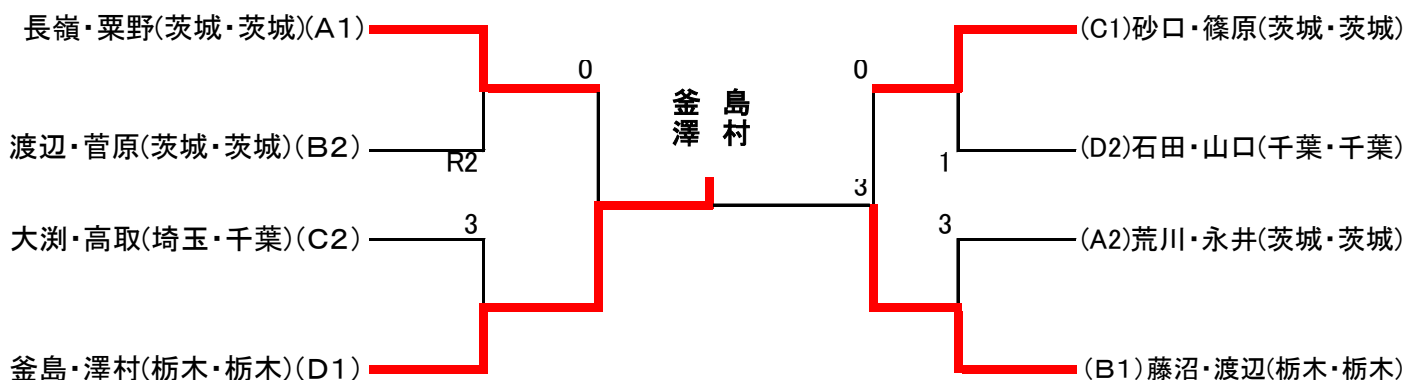 長嶺・粟野(茨城・茨城)(A1)
渡辺・菅原(茨城・茨城)(B2)
大渕・高取(埼玉・千葉)(C2)
釜島・澤村(栃木・栃木)(D1)
0
R2
3
釜 島
澤 村
0
1
3
3
(C1)砂口・篠原(茨城・茨城)
(D2)石田・山口(千葉・千葉)
(A2)荒川・永井(茨城・茨城)
(B1)藤沼・渡辺(栃木・栃木)